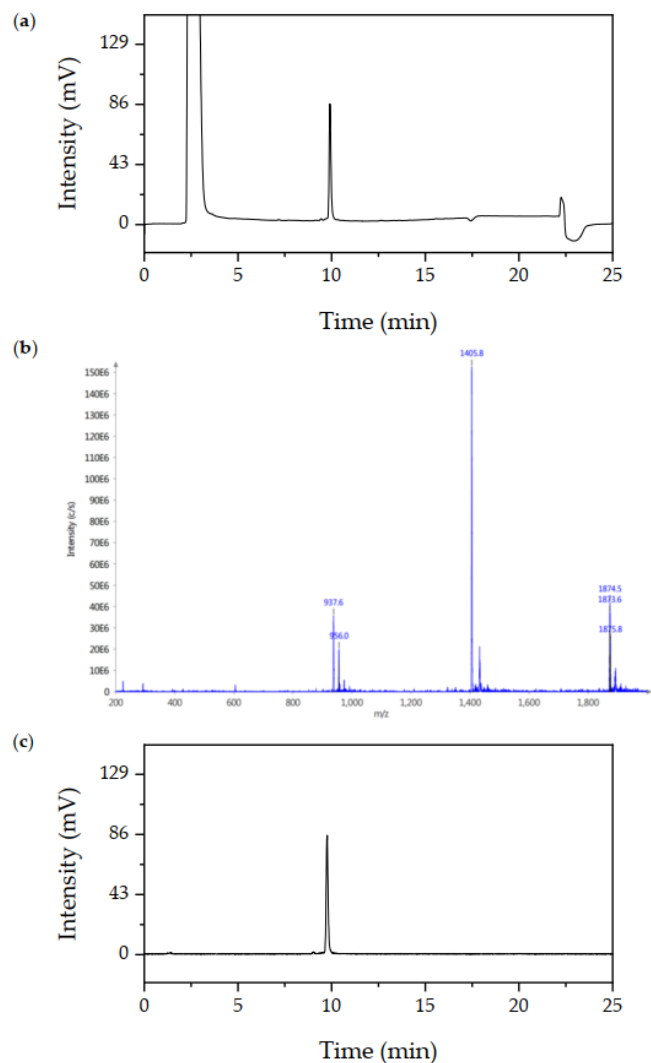 (a)
129
86
43
0
Intensity (mV)
0 5 10 15 20 25
Time (min)
(b)
1405.8
150E6
140E6
130E6
120E6
110E6
100E6
90E6
80E6
70E6
60E6
50E6
40E6
30E6
20E6
10E6
0
Intensity (c/s)
937.6
956.0
1874.5
1873.6
1875.8
200 400 600 800 1,000 1,200 1,400 1,600 1,800
m/z
(c)
129
86
43
0
Intensity (mV)
0 5 10 15 20 25
Time (min)